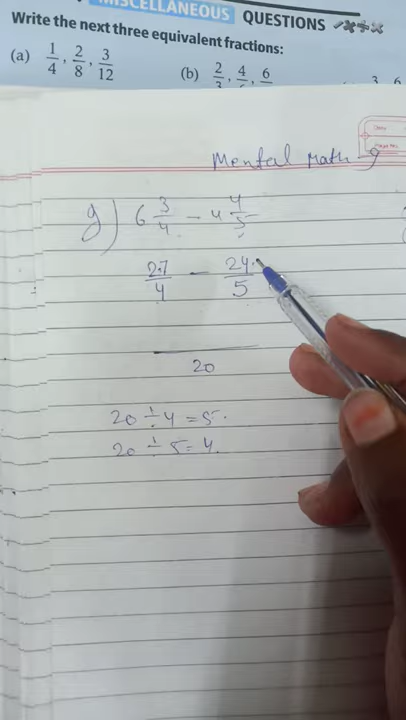 MISCELLANEOUS QUESTIONS
Write the next three equivalent fractions:
(a) 1/4, 2/8, 3/12
(b) 2/3, 4/, 6/
3 6
Mental Math - 9
g) 6 3/4 - 4 4/5
27/4 - 24/5
20
20 ÷ 4 = 5.
20 ÷ 5 = 4.